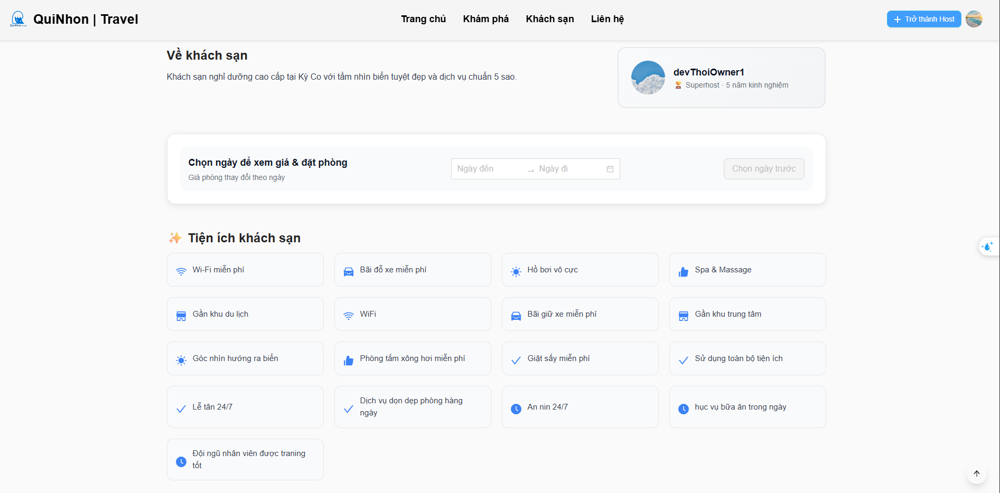 QuiNhon | Travel
Trang chủ
Khám phá
Khách sạn
Liên hệ
Trở thành Host
Về khách sạn
Khách sạn nghỉ dưỡng cao cấp tại Kỳ Co với tầm nhìn biển tuyệt đẹp và dịch vụ chuẩn 5 sao.
devThoiOwner1
Superhost · 5 năm kinh nghiệm
Chọn ngày để xem giá & đặt phòng
Giá phòng thay đổi theo ngày
Ngày đến
Ngày đi
Chọn ngày trước
Tiện ích khách sạn
Wi-Fi miễn phí
Bãi đỗ xe miễn phí
Hồ bơi vô cực
Spa & Massage
Gần khu du lịch
WiFi
Bãi giữ xe miễn phí
Gần khu trung tâm
Góc nhìn hướng ra biển
Phòng tắm xông hơi miễn phí
Giặt sấy miễn phí
Sử dụng toàn bộ tiện ích
Lễ tân 24/7
Dịch vụ dọn dẹp phòng hàng
ngày
An nin 24/7
hục vụ bữa ăn trong ngày
Đội ngũ nhân viên được traning
tốt